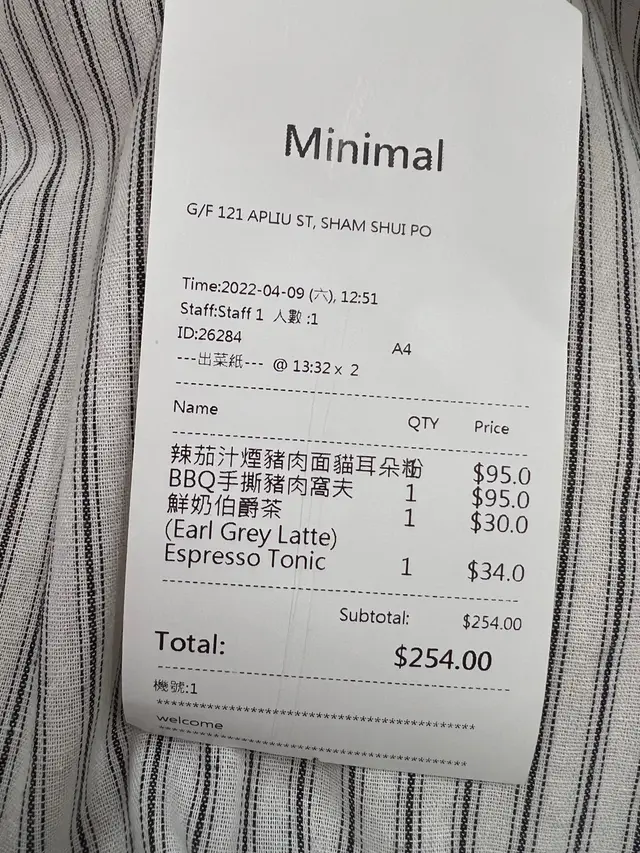 Minimal
G/F 121 APLIU ST, SHAM SHUI PO
Time:2022-04-09 (六), 12:51
Staff:Staff 1 人數 :1
ID:26284 A4
---出菜紙--- @ 13:32 x 2
Name QTY Price
辣茄汁煙豬肉面貓耳朵粉 $95.0
BBQ手撕豬肉窩夫 1 $95.0
鮮奶伯爵茶 1 $30.0
(Earl Grey Latte)
Espresso Tonic 1 $34.0
Subtotal: $254.00
Total: $254.00
機號:1
****************************************************
welcome
****************************************************